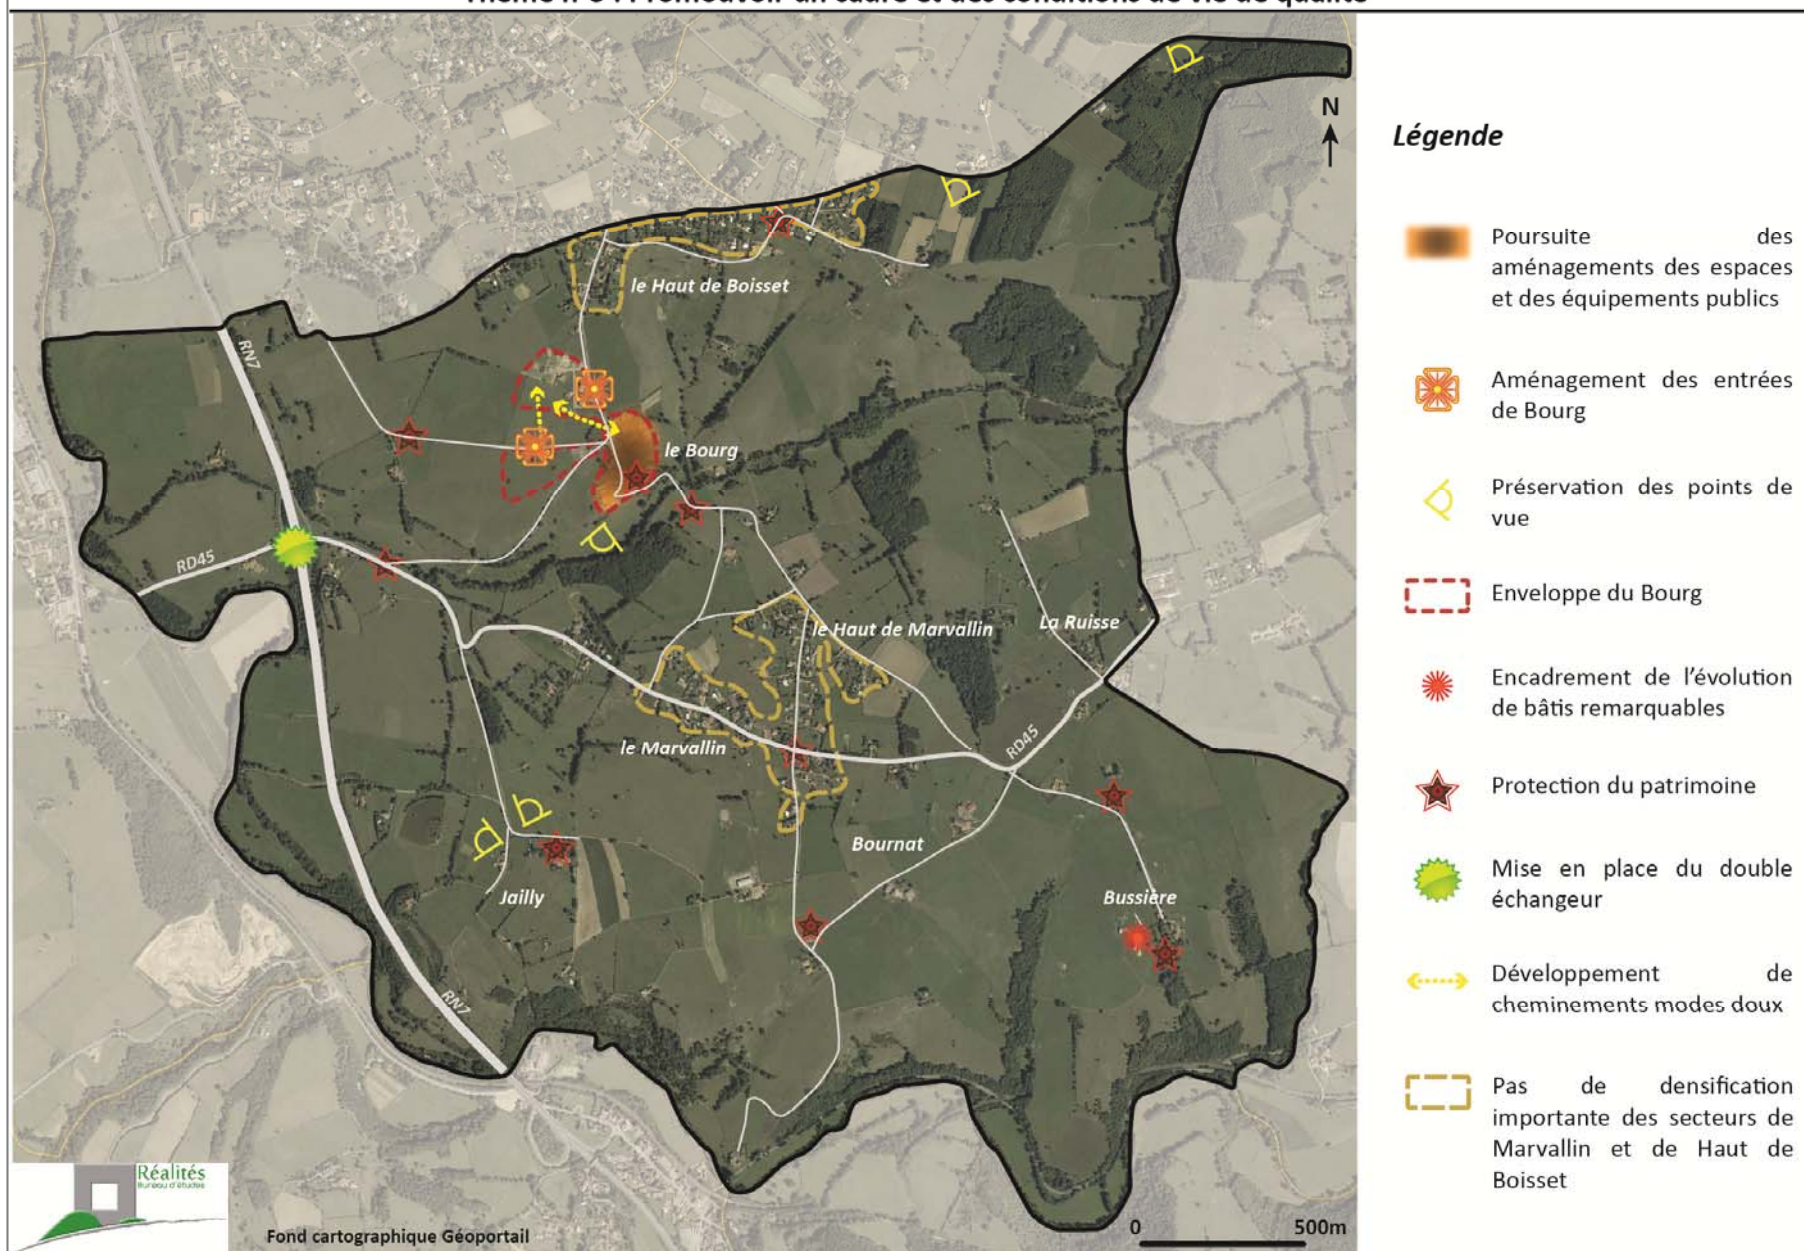 N
Légende
Poursuite des
aménagements des espaces
et des équipements publics
Aménagement des entrées
de Bourg
Préservation des points de
vue
Enveloppe du Bourg
Encadrement de l'évolution
de bâtis remarquables
Protection du patrimoine
Mise en place du double
échangeur
Développement de
cheminements modes doux
Pas de densification
importante des secteurs de
Marvallin et de Haut de
Boisset
le Haut de Boisset
RN7
le Bourg
RD45
le Haut de Marvallin
La Ruisse
le Marvallin
RD45
Bournat
Jailly
Bussière
RN7
Réalités
Bureau d'études
Fond cartographique Géoportail
0 500m